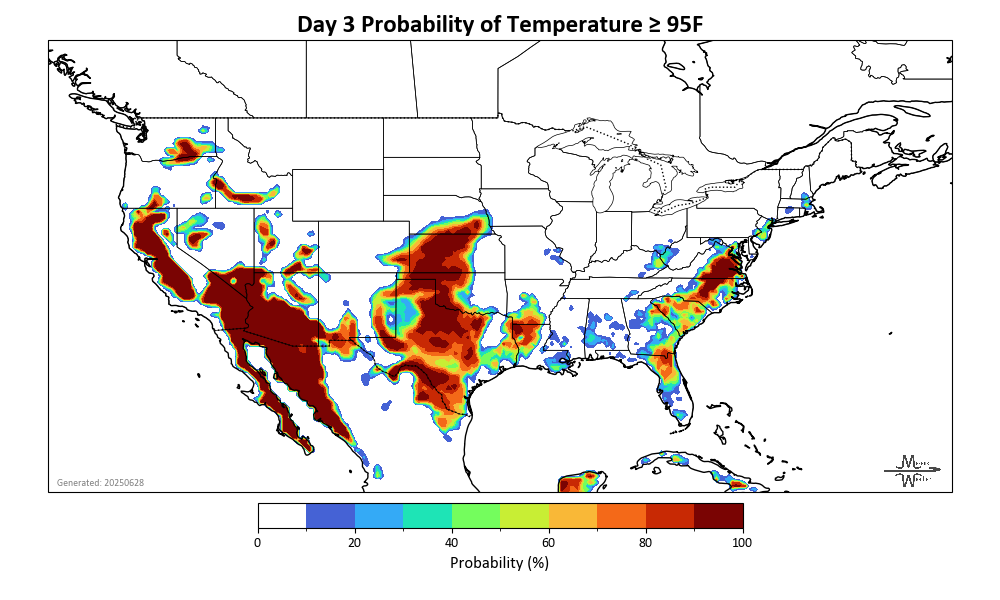 Day 3 Probability of Temperature ≥ 95F
Generated: 20250628
0 20 40 60 80 100
Probability (%)